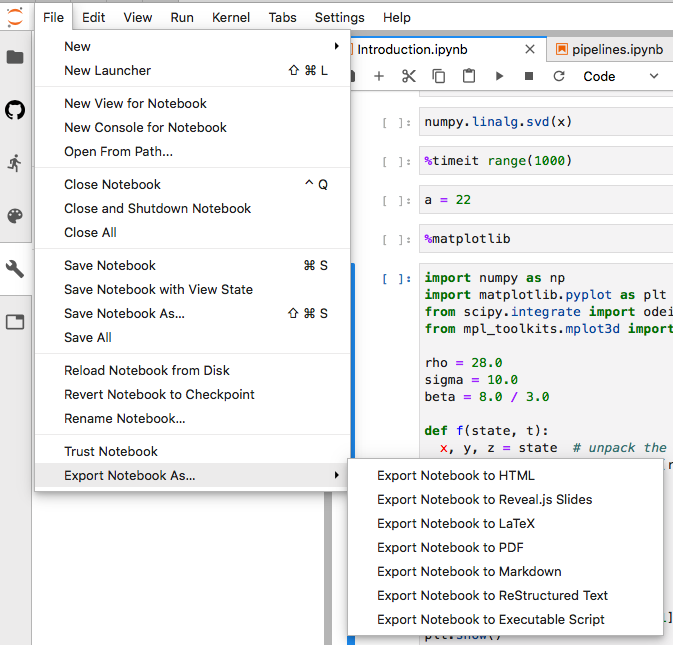 File Edit View Run Kernel Tabs Settings Help
New
New Launcher ⇧ ⌘ L
New View for Notebook
New Console for Notebook
Open From Path...
Close Notebook ^ Q
Close and Shutdown Notebook
Close All
Save Notebook ⌘ S
Save Notebook with View State
Save Notebook As... ⇧ ⌘ S
Save All
Reload Notebook from Disk
Revert Notebook to Checkpoint
Rename Notebook...
Trust Notebook
Export Notebook As...
Export Notebook to HTML
Export Notebook to Reveal.js Slides
Export Notebook to LaTeX
Export Notebook to PDF
Export Notebook to Markdown
Export Notebook to ReStructured Text
Export Notebook to Executable Script
Introduction.ipynb
pipelines.ipynb
Code
[ ]: numpy.linalg.svd(x)
[ ]: %timeit range(1000)
[ ]: a = 22
[ ]: %matplotlib
[ ]: import numpy as np
import matplotlib.pyplot as plt
from scipy.integrate import odei
from mpl_toolkits.mplot3d import
rho = 28.0
sigma = 10.0
beta = 8.0 / 3.0
def f(state, t):
x, y, z = state # unpack the
plt.show()